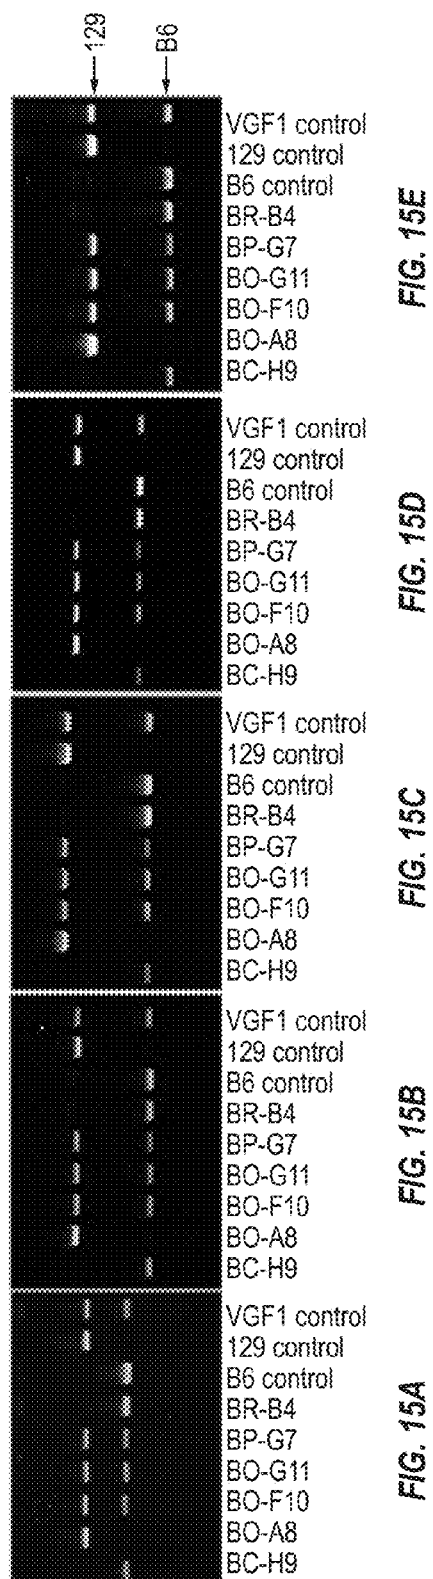 129
B6
VGF1 control
129 control
B6 control
BR-B4
BP-G7
BO-G11
BO-F10
BO-A8
BC-H9
FIG. 15E
VGF1 control
129 control
B6 control
BR-B4
BP-G7
BO-G11
BO-F10
BO-A8
BC-H9
FIG. 15D
VGF1 control
129 control
B6 control
BR-B4
BP-G7
BO-G11
BO-F10
BO-A8
BC-H9
FIG. 15C
VGF1 control
129 control
B6 control
BR-B4
BP-G7
BO-G11
BO-F10
BO-A8
BC-H9
FIG. 15B
VGF1 control
129 control
B6 control
BR-B4
BP-G7
BO-G11
BO-F10
BO-A8
BC-H9
FIG. 15A